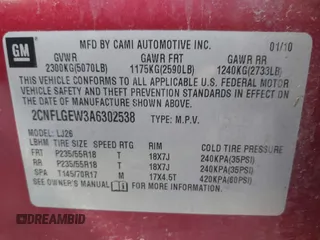 GM
MFD BY CAMI AUTOMOTIVE INC. 01/10
GVWR GAWR FRT GAWR RR
2300KG(5070LB) 1175KG(2590LB) 1240KG(2733LB)
THIS VEHICLE CONFORMS TO ALL APPLICABLE U.S. FEDERAL MOTOR
VEHICLE SAFETY, BUMPER, AND THEFT PREVENTION STANDARDS IN
EFFECT ON THE DATE OF MANUFACTURE SHOWN ABOVE.
2CNFLGEW3A6302538 TYPE: M.P.V.
MODEL: LJ26
LBHM TIRE SIZE SPEED RTG RIM COLD TIRE PRESSURE
FRT P235/55R18 T 18X7J 240KPA(35PSI)
RR P235/55R18 T 18X7J 240KPA(35PSI)
SPA T145/70R17 M 17X4.5T 420KPA(60PSI)
SEE OWNER'S MANUAL FOR ADDITIONAL INFORMATION.
DREAMBID